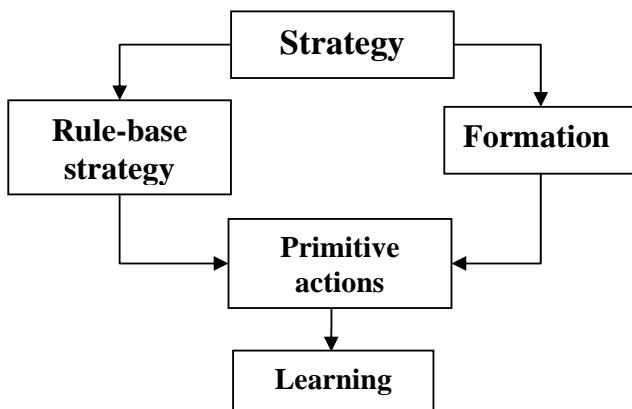 Strategy
Rule-base
strategy
Formation
Primitive
actions
Learning